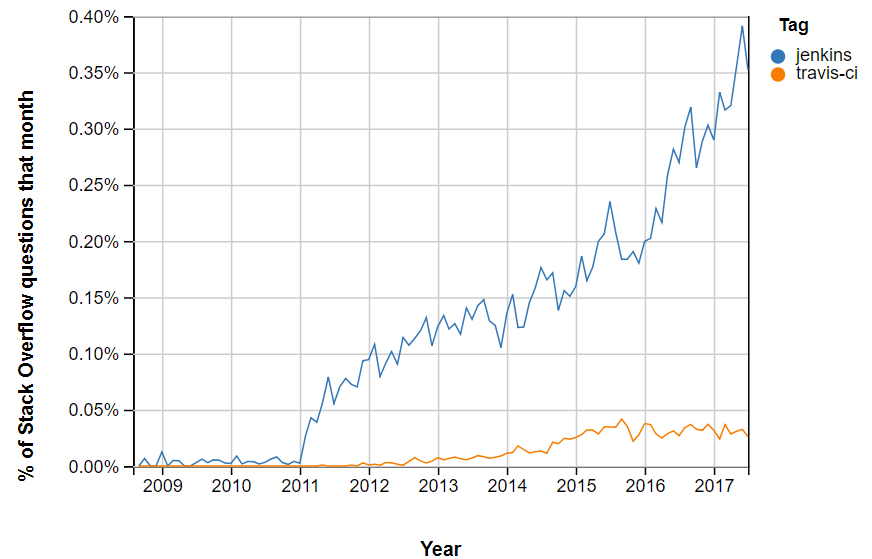 % of Stack Overflow questions that month
0.40%
0.35%
0.30%
0.25%
0.20%
0.15%
0.10%
0.05%
0.00%
2009 2010 2011 2012 2013 2014 2015 2016 2017
Year
Tag
jenkins
travis-ci